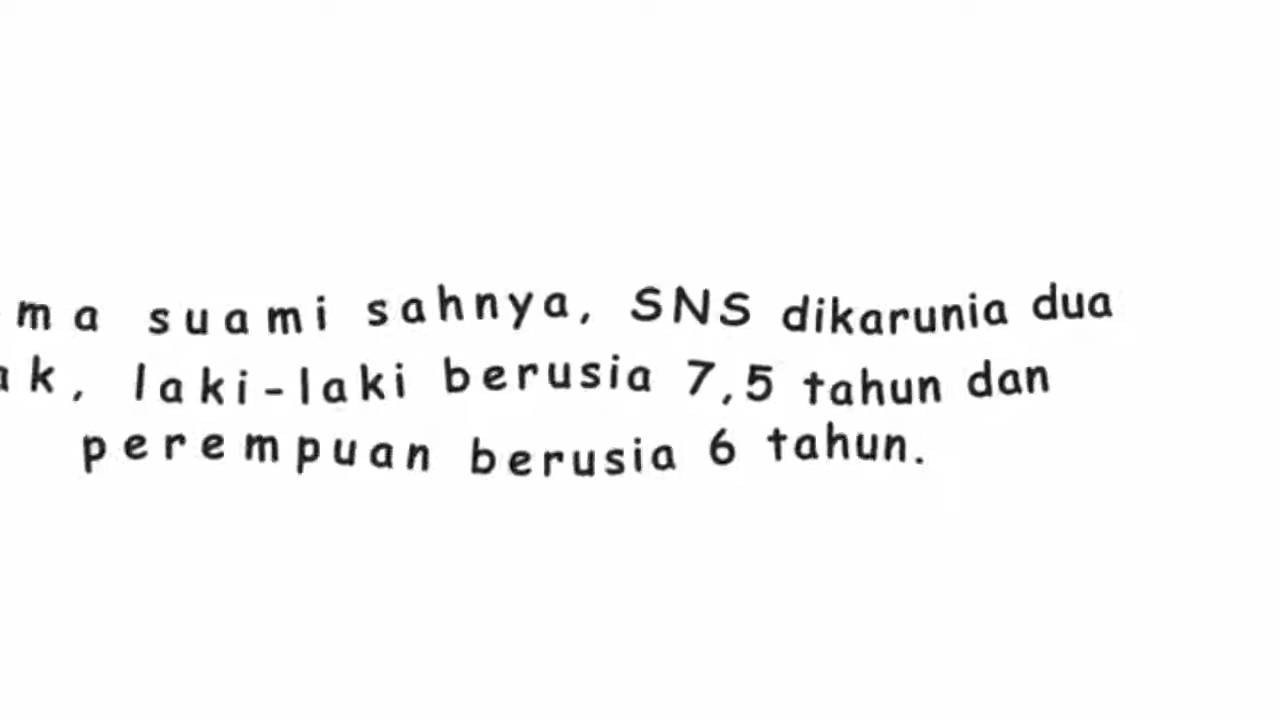 ma suami sahnya, SNS dikarunia dua
ak, laki-laki berusia 7,5 tahun dan
perempuan berusia 6 tahun.